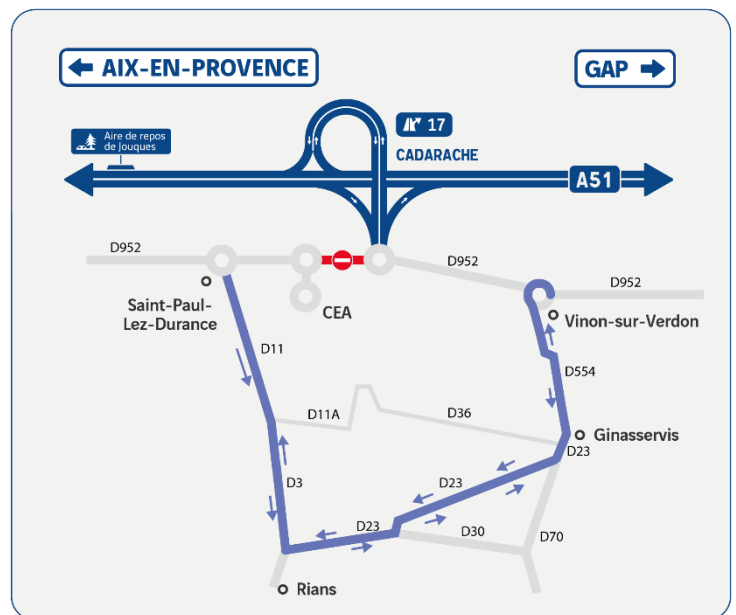 AIX-EN-PROVENCE
GAP
Aire de repos
de Jouques
17
CADARACHE
A51
D952
D952
D952
Saint-Paul-
Lez-Durance
CEA
Vinon-sur-Verdon
D11
D554
D11A
D36
Ginasservis
D23
D3
D23
D23
D30
D70
Rians